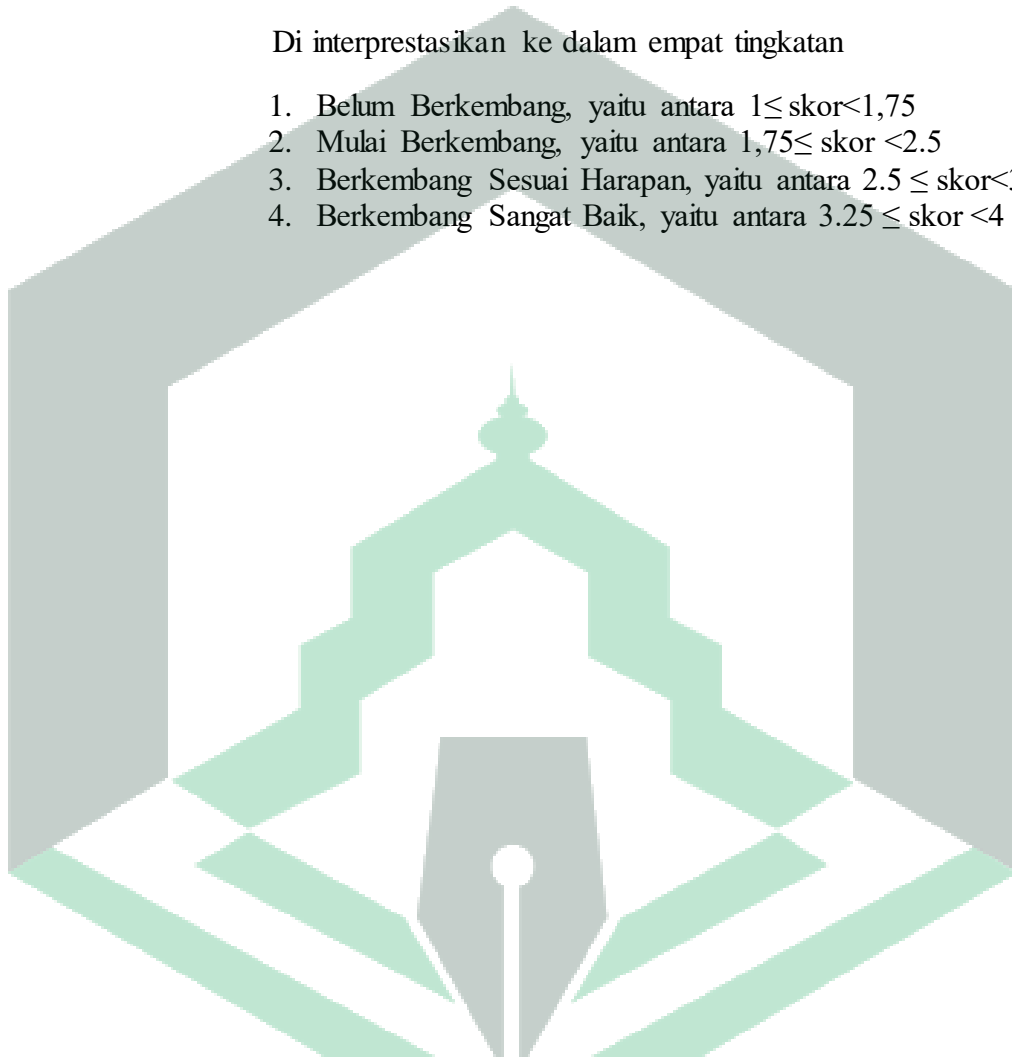 Di interprestasikan ke dalam empat tingkatan
1. Belum Berkembang, yaitu antara 1≤ skor<1,75
2. Mulai Berkembang, yaitu antara 1,75≤ skor <2.5
3. Berkembang Sesuai Harapan, yaitu antara 2.5 ≤ skor<
4. Berkembang Sangat Baik, yaitu antara 3.25 ≤ skor <4